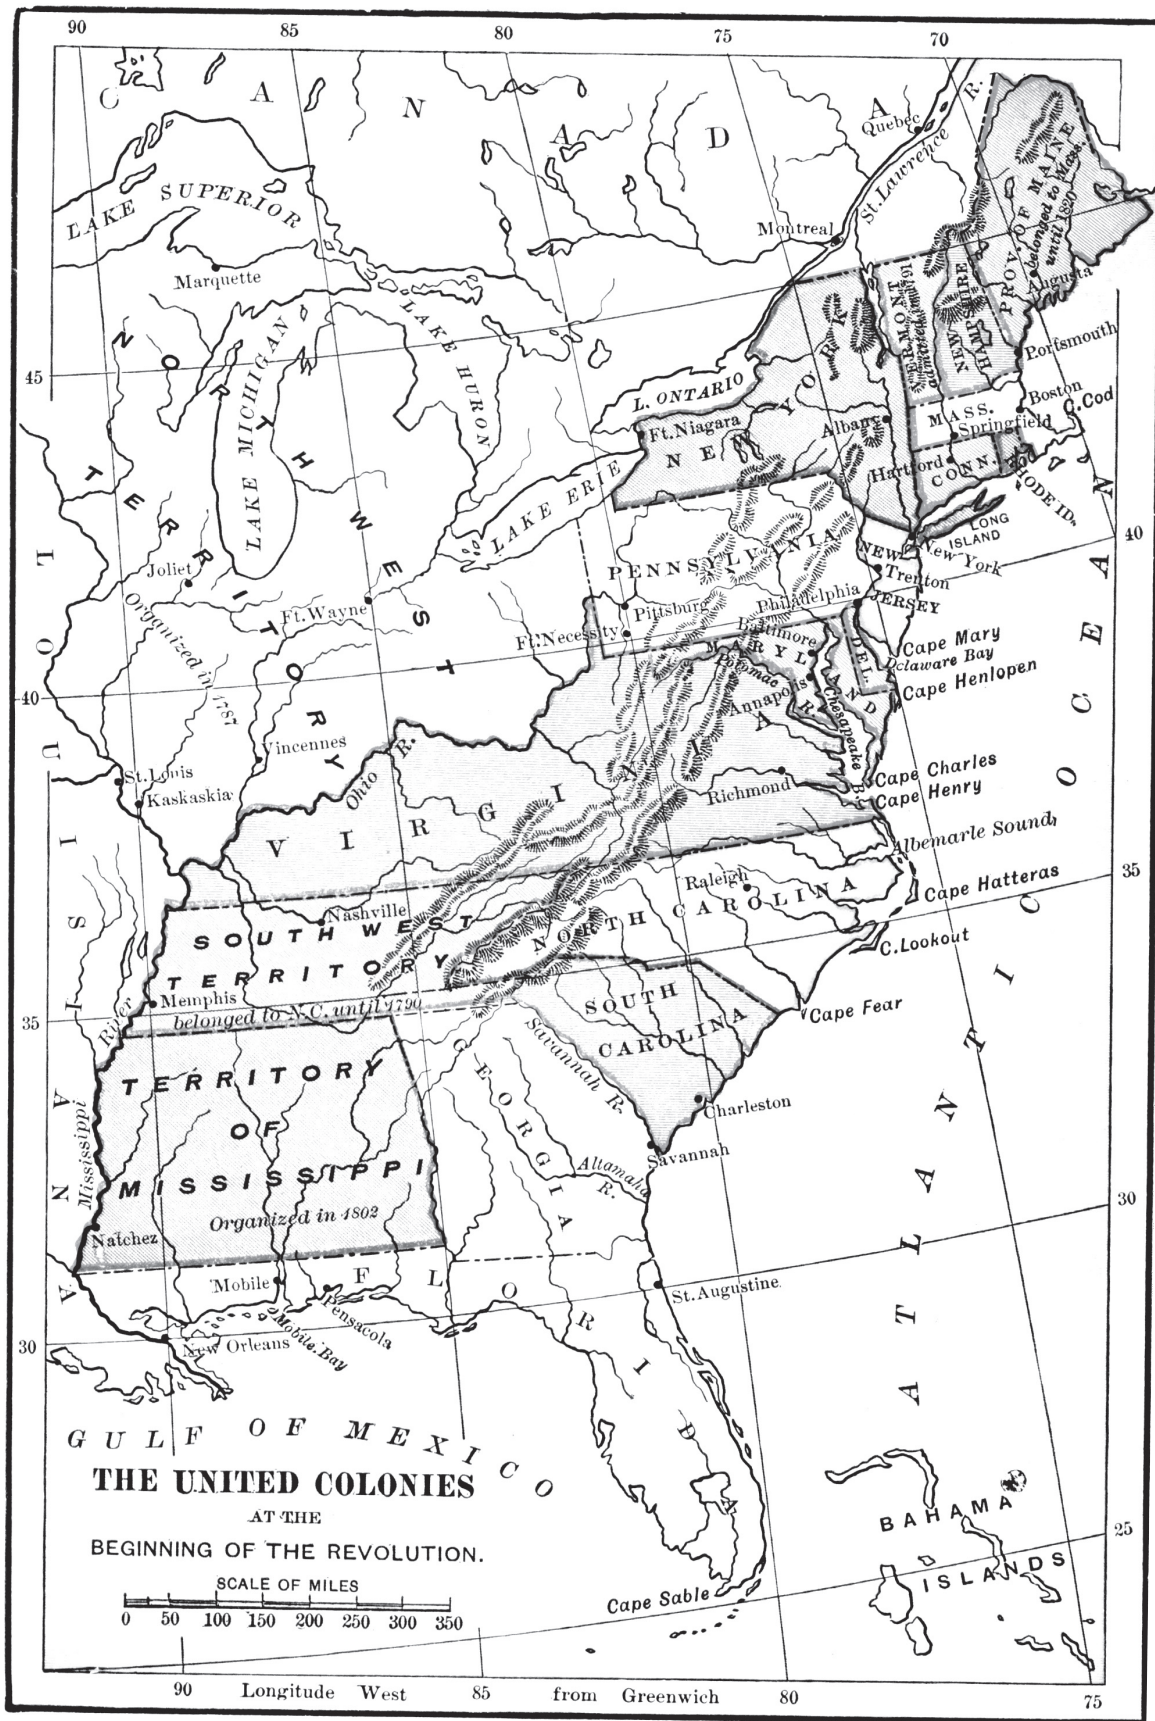 90 85 80 75 70
CANADA
Quebec
St. Lawrence R.
LAKE SUPERIOR
Montreal
Marquette
PROV. OF MAINE
belonged to Mass.
until 1820
Augusta
LAKE HURON
LAKE MICHIGAN
NORTHWEST
TERRITORY
Organized in 1787
VERMONT
NEW HAMPSHIRE
Portsmouth
45
L. ONTARIO
Boston
C. Cod
MASS.
Springfield
Ft. Niagara
Albany
NEW YORK
Hartford
CONN.
RHODE ID.
LAKE ERIE
LONG
ISLAND
New York
40
PENNSYLVANIA
NEW
JERSEY
Trenton
Joliet
Ft. Wayne
Pittsburg
Philadelphia
Ft. Necessity
Baltimore
MARYLAND
DEL.
Cape Mary
Delaware Bay
Cape Henlopen
Potomac R.
Annapolis
Chesapeake B.
40
Vincennes
St. Louis
Kaskaskia
Ohio R.
Cape Charles
Cape Henry
Richmond
VIRGINIA
Albemarle Sound
35
Raleigh
Cape Hatteras
Nashville
NORTH CAROLINA
C. Lookout
SOUTH WEST
TERRITORY
Memphis
belonged to N.C. until 1790
35
SOUTH
CAROLINA
Cape Fear
Mississippi River
LOUISIANA
GEORGIA
Savannah R.
Charleston
TERRITORY
OF
MISSISSIPPI
Organized in 1802
Savannah
Altamaha
R.
30
Natchez
Mobile
Pensacola
FLORIDA
St. Augustine
New Orleans
Mobile Bay
30
ATLANTIC OCEAN
GULF OF MEXICO
THE UNITED COLONIES
AT THE
BEGINNING OF THE REVOLUTION.
SCALE OF MILES
0 50 100 150 200 250 300 350
BAHAMA
ISLANDS
25
Cape Sable
90 Longitude West 85 from Greenwich 80 75